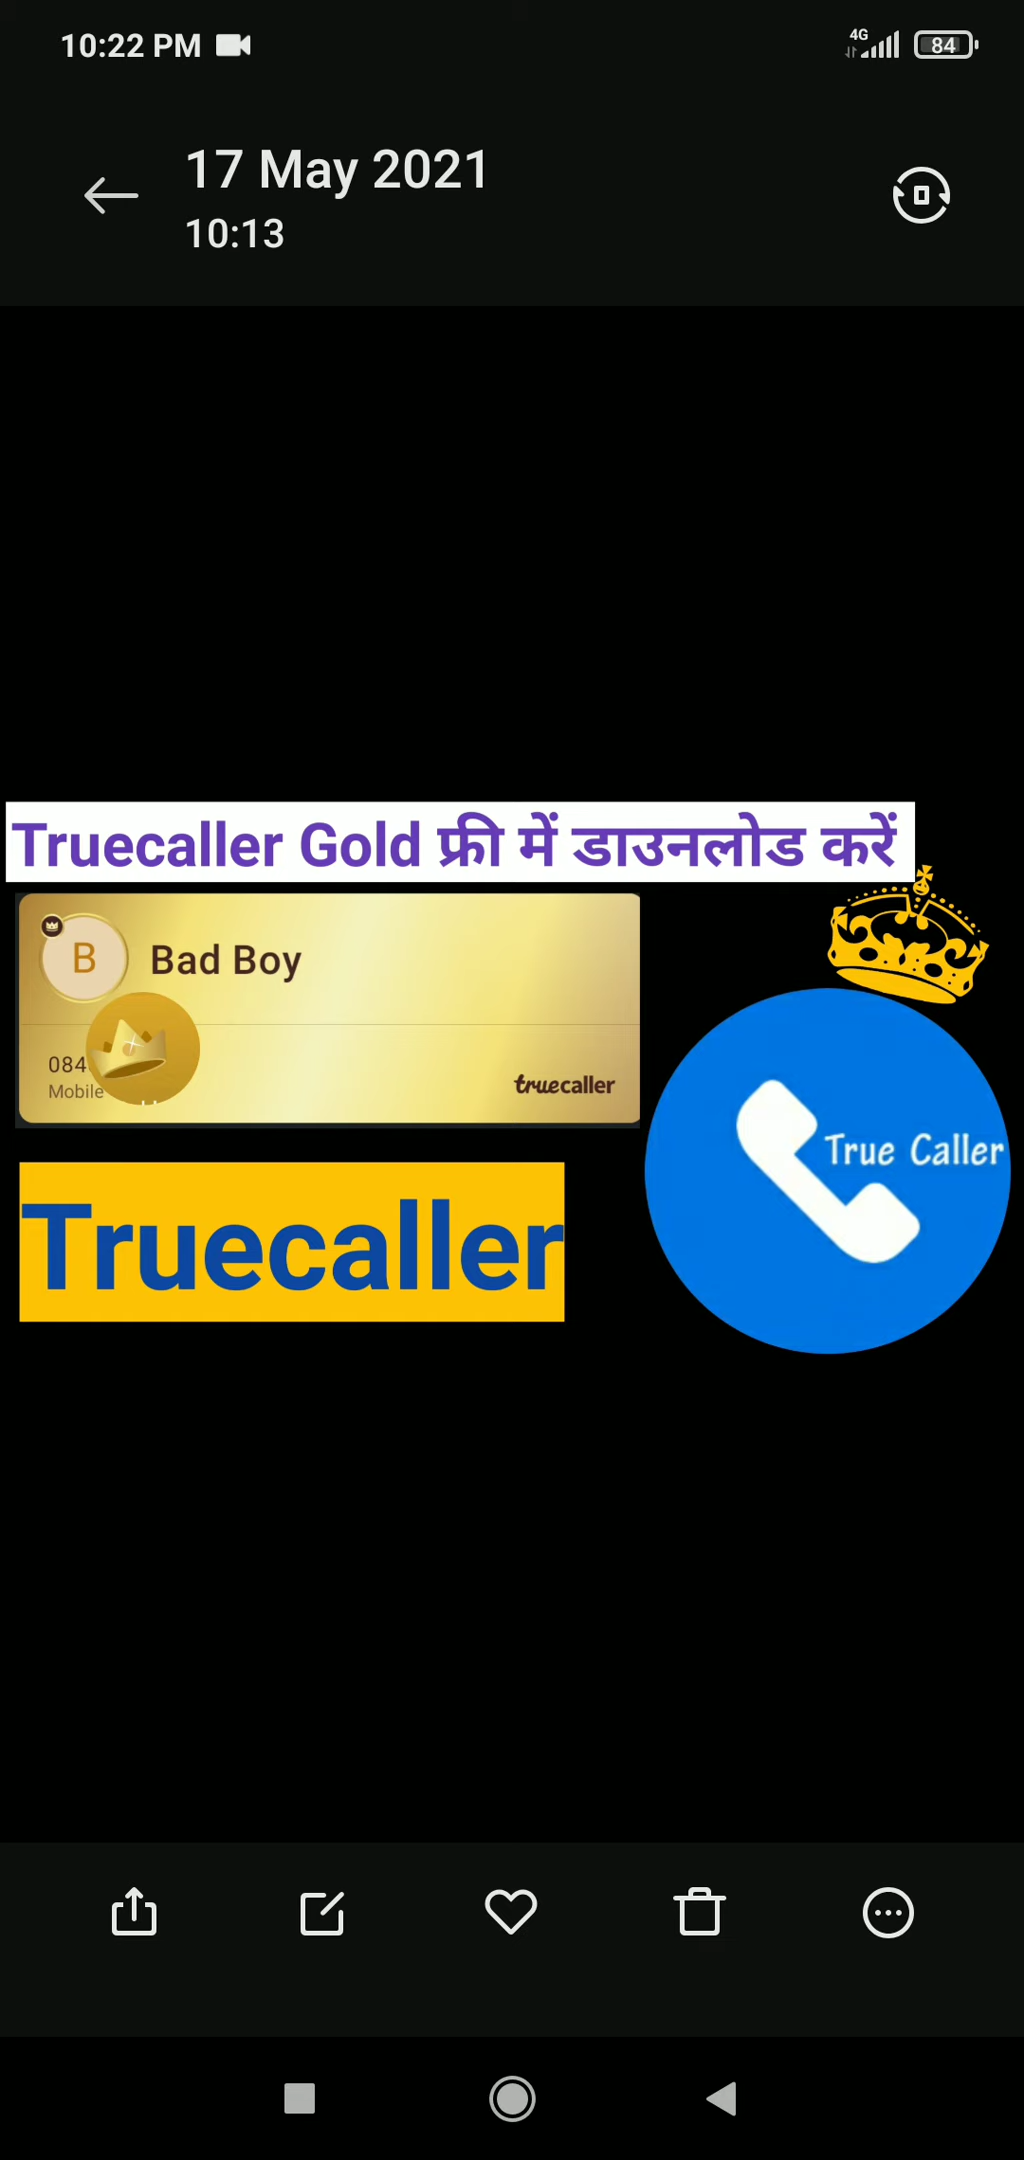 10:22 PM
4G
84
17 May 2021
10:13
Truecaller Gold फ्री में डाउनलोड करें
B
Bad Boy
084
Mobile
truecaller
True Caller
Truecaller